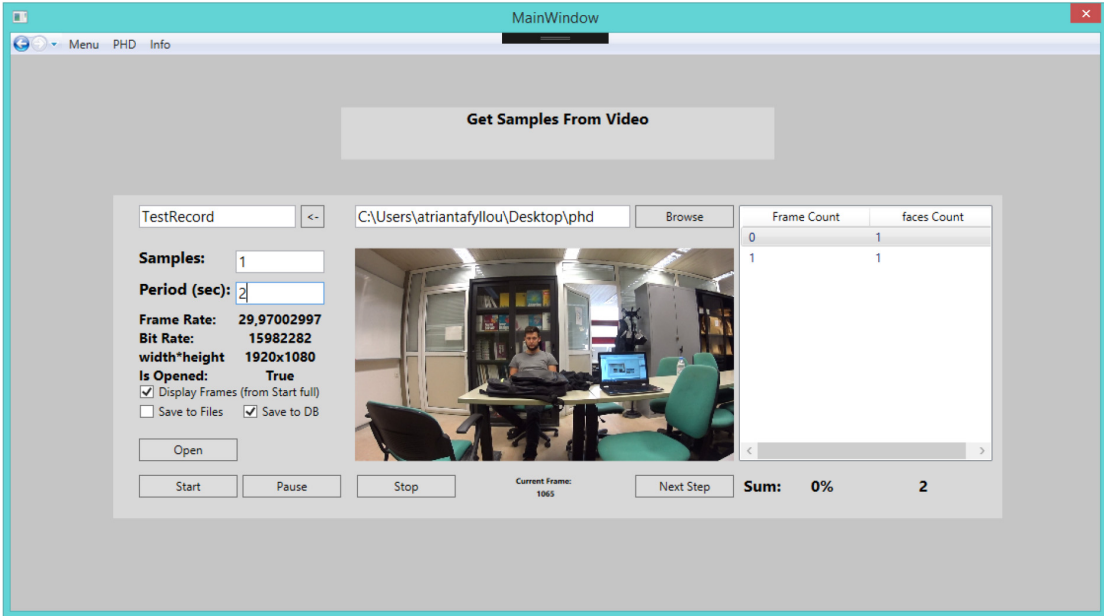 MainWindow
Menu PHD Info
Get Samples From Video
TestRecord <- C:\Users\atriantafyllou\Desktop\phd Browse
Frame Count faces Count
0 1
1 1
Samples: 1
Period (sec): 2
Frame Rate: 29,97002997
Bit Rate: 15982282
width*height 1920x1080
Is Opened: True
Display Frames (from Start full)
Save to Files Save to DB
Open
Start Pause Stop Current Frame: Next Step Sum: 0% 2
1065